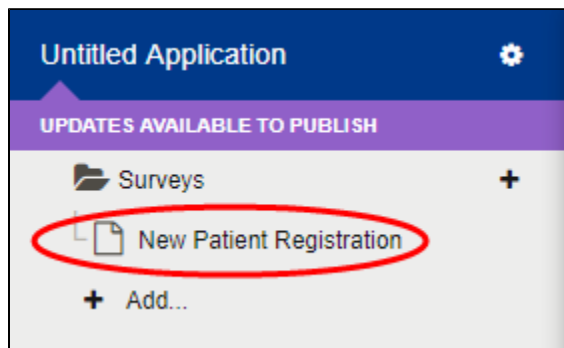 Untitled Application
UPDATES AVAILABLE TO PUBLISH
Surveys
New Patient Registration
Add...